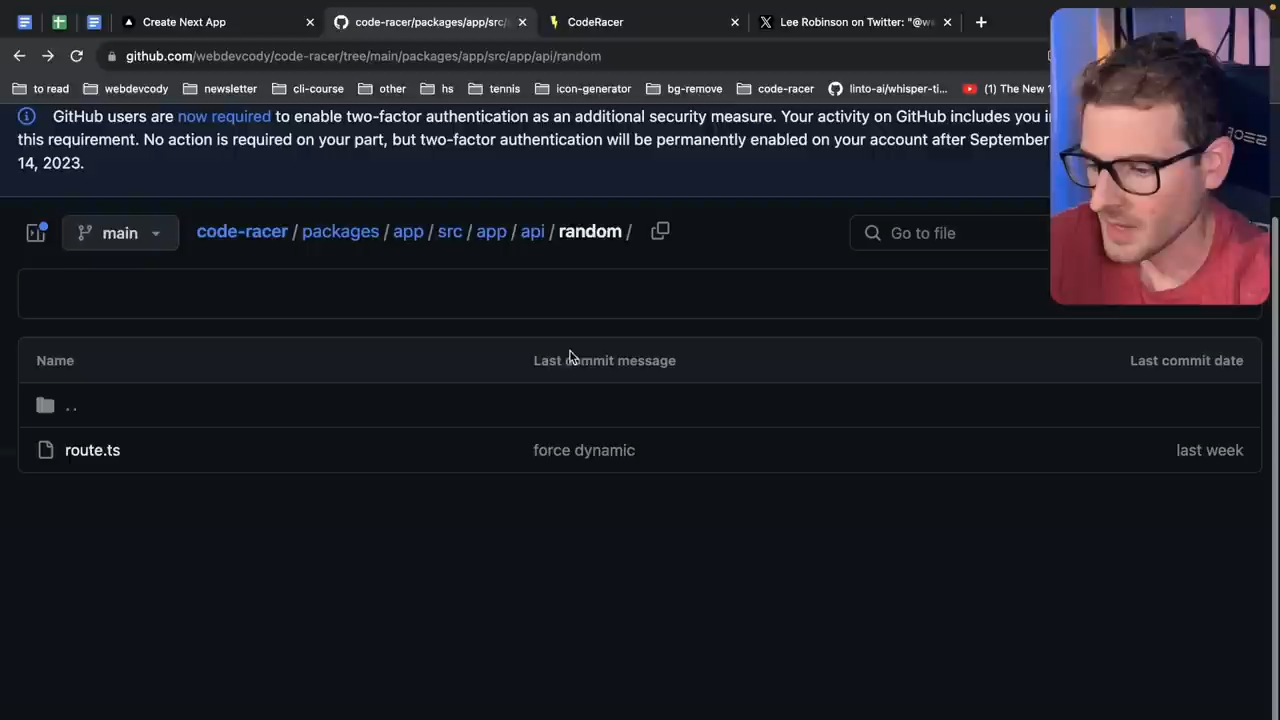 Create Next App
code-racer/packages/app/src/
CodeRacer
Lee Robinson on Twitter: "@w
github.com/webdevcody/code-racer/tree/main/packages/app/src/app/api/random
to read
webdevcody
newsletter
cli-course
other
hs
tennis
icon-generator
bg-remove
code-racer
linto-ai/whisper-ti...
(1) The New
GitHub users are now required to enable two-factor authentication as an additional security measure. Your activity on GitHub includes you
this requirement. No action is required on your part, but two-factor authentication will be permanently enabled on your account after September
14, 2023.
main
code-racer / packages / app / src / app / api / random /
Go to file
Name
Last commit message
Last commit date
..
route.ts
force dynamic
last week